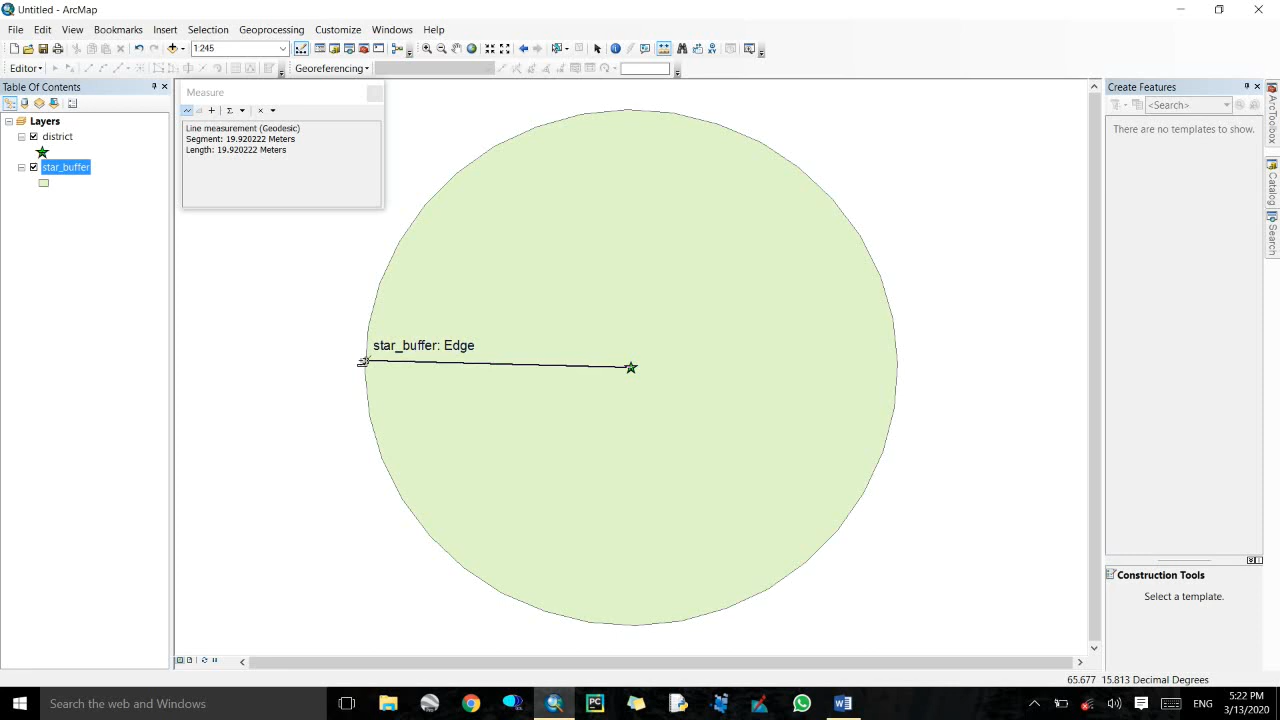 Untitled - ArcMap
File Edit View Bookmarks Insert Selection Geoprocessing Customize Windows Help
1:245
Editor Georeferencing
Table Of Contents
Layers
district
star_buffer
Measure
Line measurement (Geodesic)
Segment: 19.920222 Meters
Length: 19.920222 Meters
star_buffer: Edge
Create Features
<Search>
There are no templates to show.
Construction Tools
Select a template.
ArcToolbox
Catalog
Search
65.677 15.813 Decimal Degrees
Search the web and Windows
PC
ENG
5:22 PM
3/13/2020